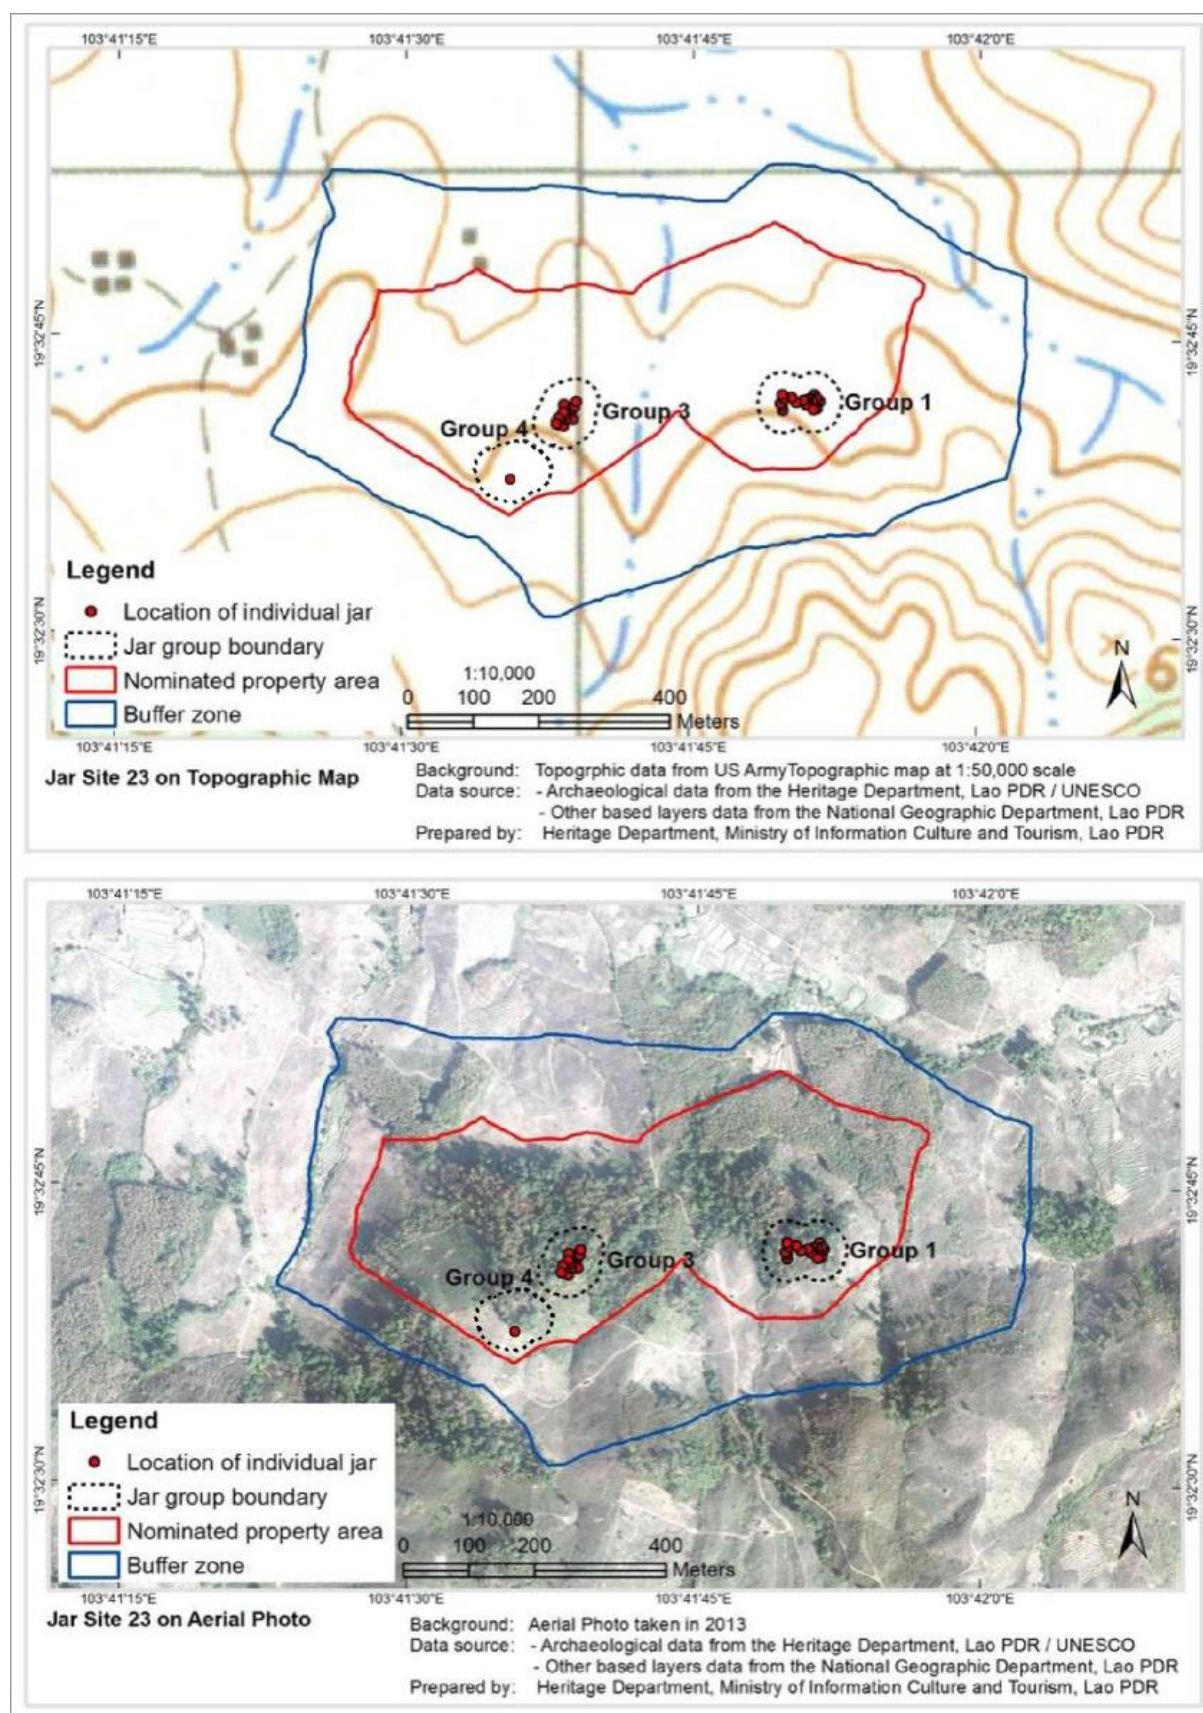 103°41'15"E 103°41'30"E 103°41'45"E 103°42'0"E
19°32'45"N 19°32'45"N
Group 3 Group 1
Group 4
Legend
Location of individual jar
Jar group boundary
Nominated property area
Buffer zone
19°32'30"N 19°32'30"N
N
1:10,000
0 100 200 400
Meters
103°41'15"E 103°41'30"E 103°41'45"E 103°42'0"E
Jar Site 23 on Topographic Map
Background: Topogrphic data from US ArmyTopographic map at 1:50,000 scale
Data source: - Archaeological data from the Heritage Department, Lao PDR / UNESCO
- Other based layers data from the National Geographic Department, Lao PDR
Prepared by: Heritage Department, Ministry of Information Culture and Tourism, Lao PDR
103°41'15"E 103°41'30"E 103°41'45"E 103°42'0"E
19°32'45"N 19°32'45"N
Group 3 Group 1
Group 4
Legend
Location of individual jar
Jar group boundary
Nominated property area
Buffer zone
19°32'30"N 19°32'30"N
N
1:10,000
0 100 200 400
Meters
103°41'15"E 103°41'30"E 103°41'45"E 103°42'0"E
Jar Site 23 on Aerial Photo
Background: Aerial Photo taken in 2013
Data source: - Archaeological data from the Heritage Department, Lao PDR / UNESCO
- Other based layers data from the National Geographic Department, Lao PDR
Prepared by: Heritage Department, Ministry of Information Culture and Tourism, Lao PDR